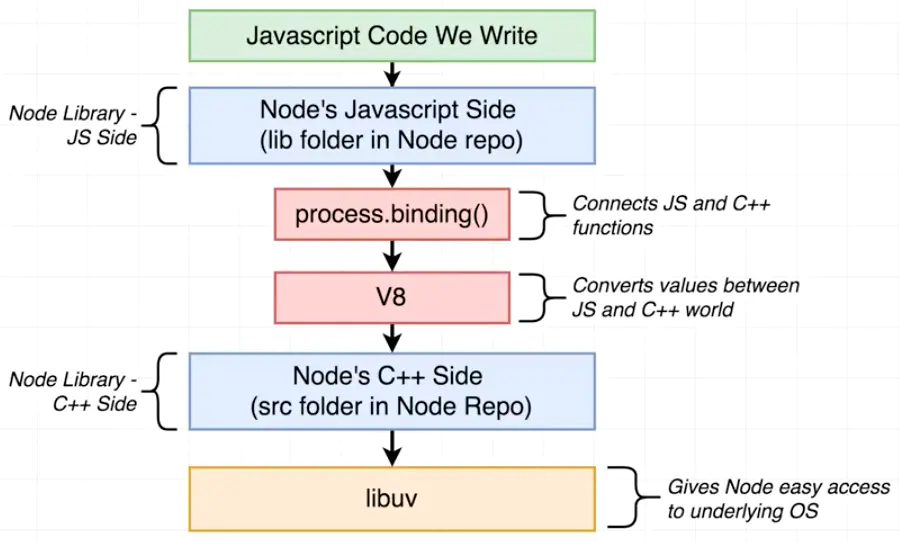 Javascript Code We Write
Node Library -
JS Side
Node's Javascript Side
(lib folder in Node repo)
process.binding()
Connects JS and C++
functions
V8
Converts values between
JS and C++ world
Node Library -
C++ Side
Node's C++ Side
(src folder in Node Repo)
libuv
Gives Node easy access
to underlying OS